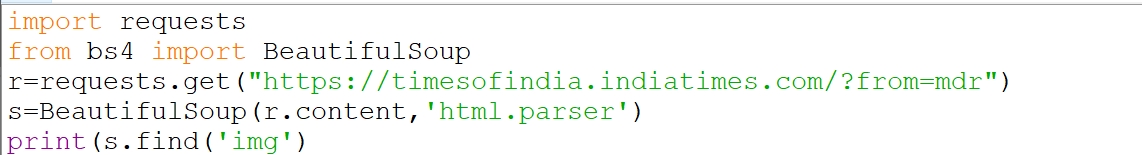 import requests
from bs4 import BeautifulSoup
r=requests.get("https://timesofindia.indiatimes.com/?from=mdr")
s=BeautifulSoup(r.content,'html.parser')
print(s.find('img')